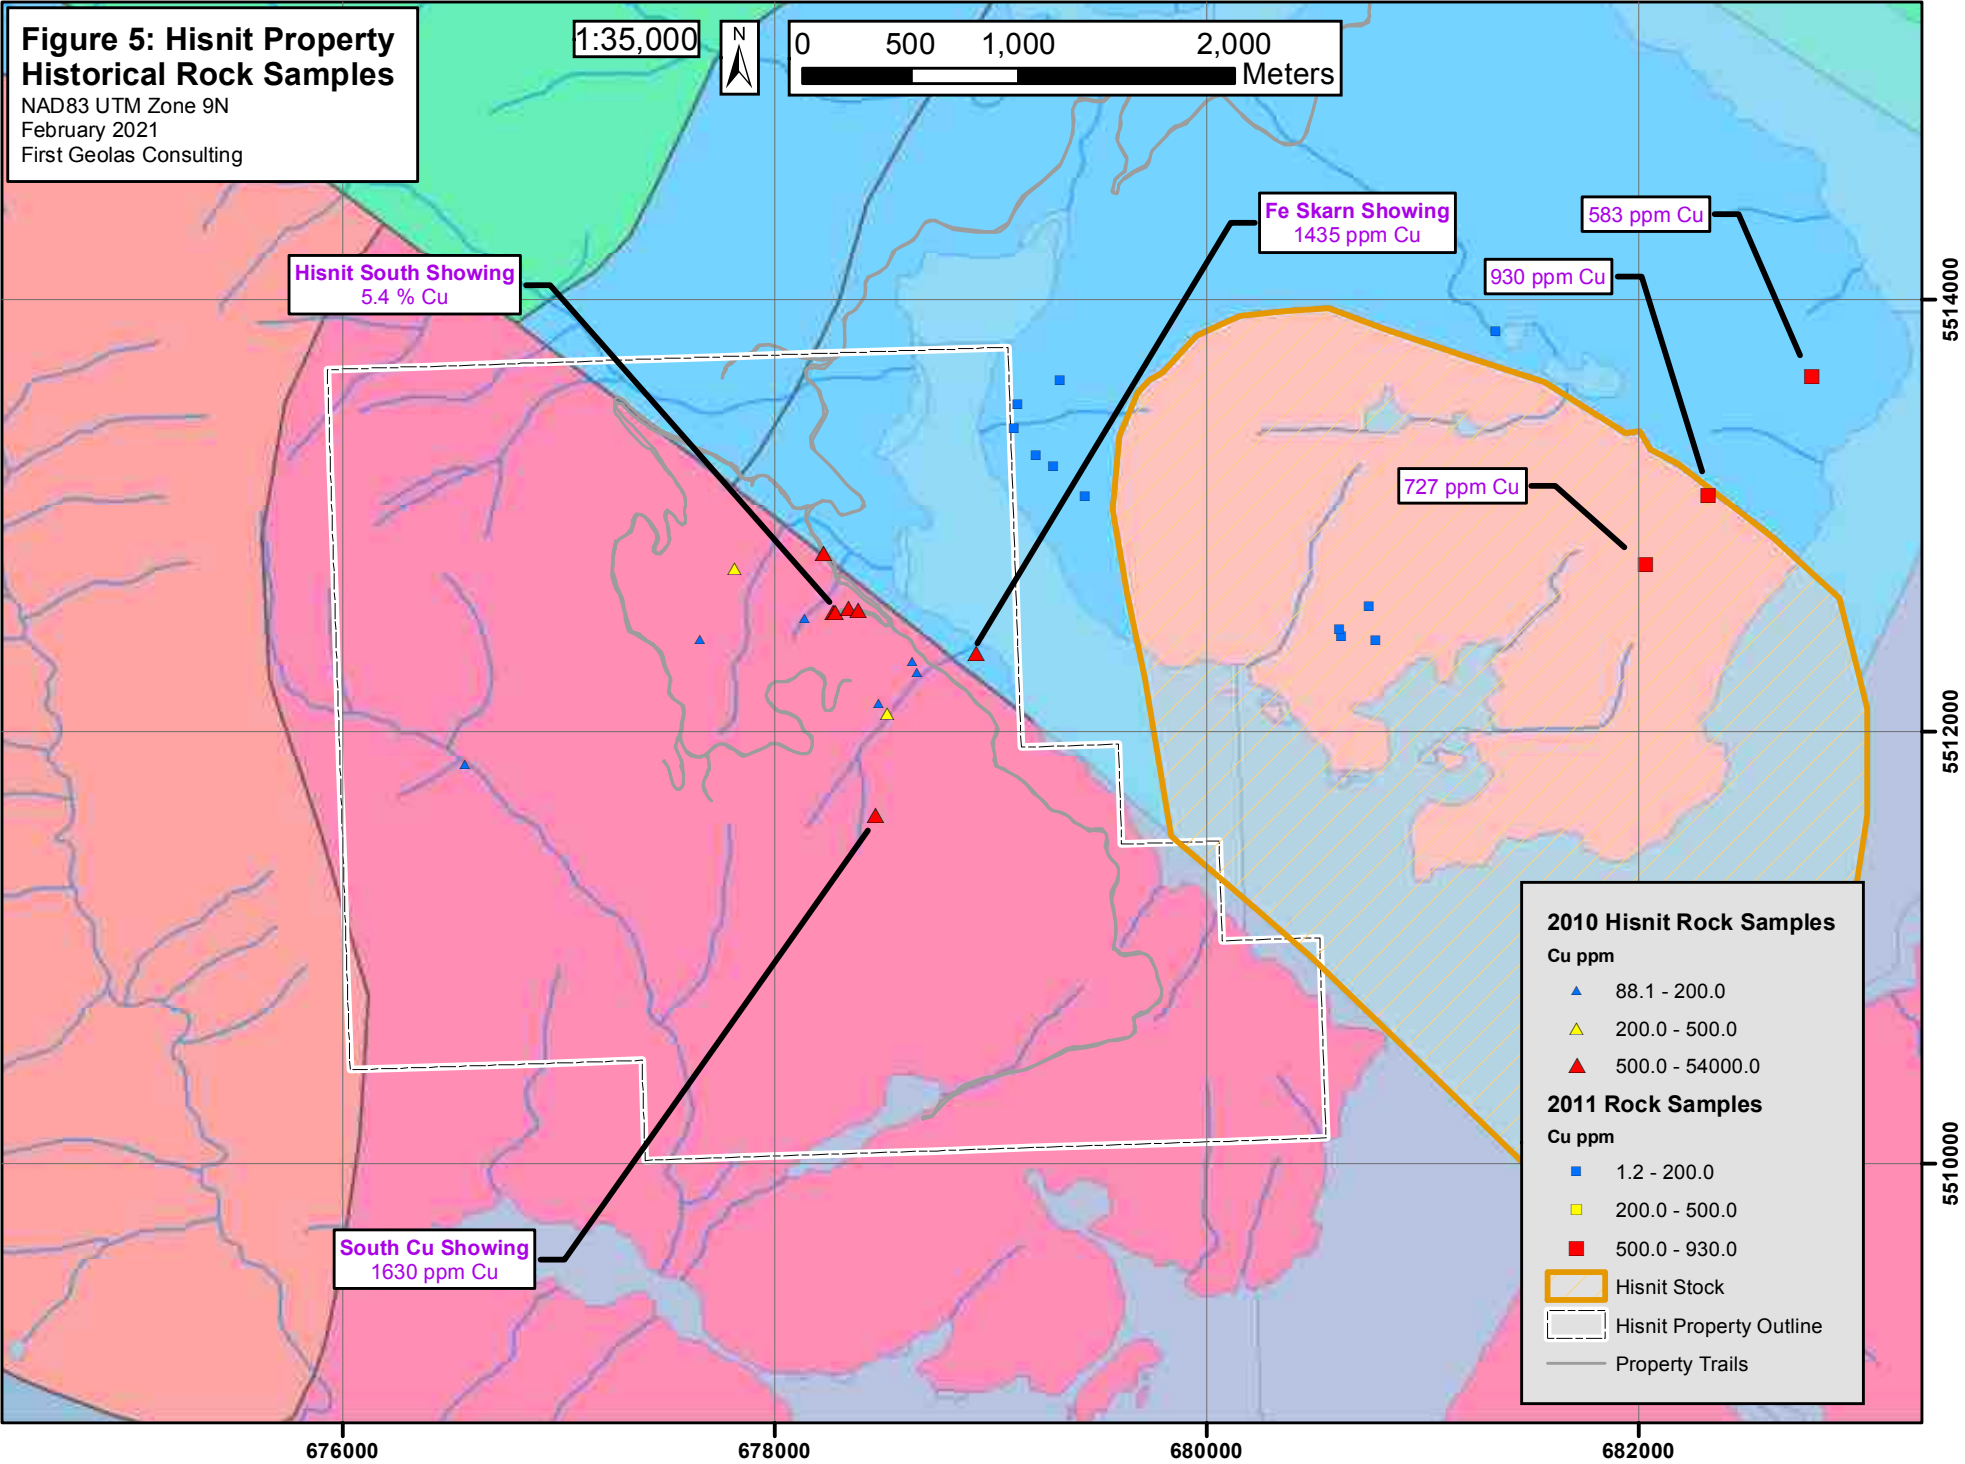 Figure 5: Hisnit Property
Historical Rock Samples
NAD83 UTM Zone 9N
February 2021
First Geolas Consulting
1:35,000
N
0 500 1,000 2,000
Meters
Fe Skarn Showing
1435 ppm Cu
583 ppm Cu
930 ppm Cu
Hisnit South Showing
5.4 % Cu
727 ppm Cu
South Cu Showing
1630 ppm Cu
5514000
5512000
5510000
2010 Hisnit Rock Samples
Cu ppm
88.1 - 200.0
200.0 - 500.0
500.0 - 54000.0
2011 Rock Samples
Cu ppm
1.2 - 200.0
200.0 - 500.0
500.0 - 930.0
Hisnit Stock
Hisnit Property Outline
Property Trails
676000 678000 680000 682000